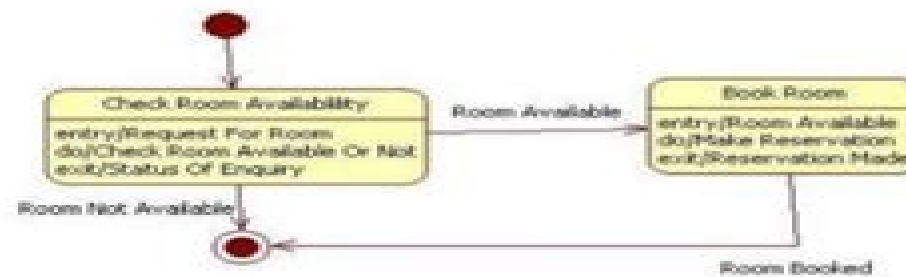 Check Room Availability
entry/Request For Room
do/Check Room Available Or Not
exit/Status Of Enquiry
Room Available
Book Room
entry/Room Available
do/Make Reservation
exit/Reservation Made
Room Not Available
Room Booked